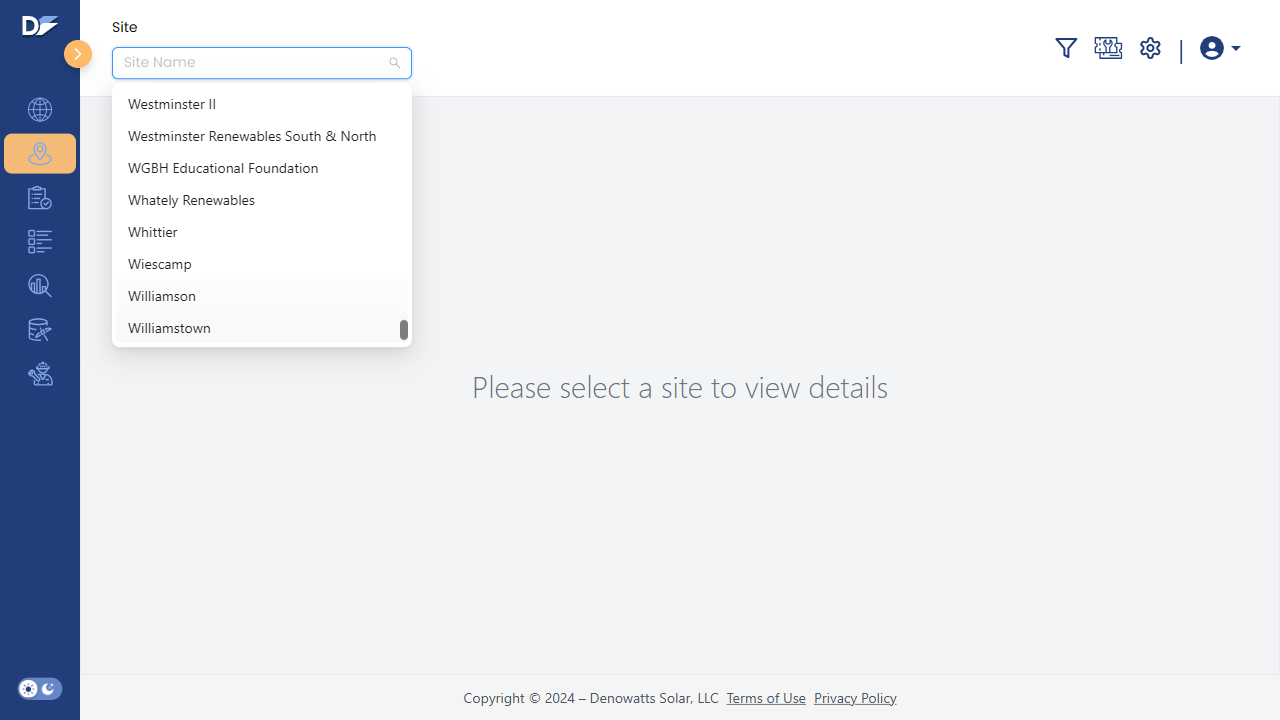 Site
Site Name
Westminster II
Westminster Renewables South & North
WGBH Educational Foundation
Whately Renewables
Whittier
Wiescamp
Williamson
Williamstown
Please select a site to view details
Copyright © 2024 – Denowatts Solar, LLC Terms of Use Privacy Policy